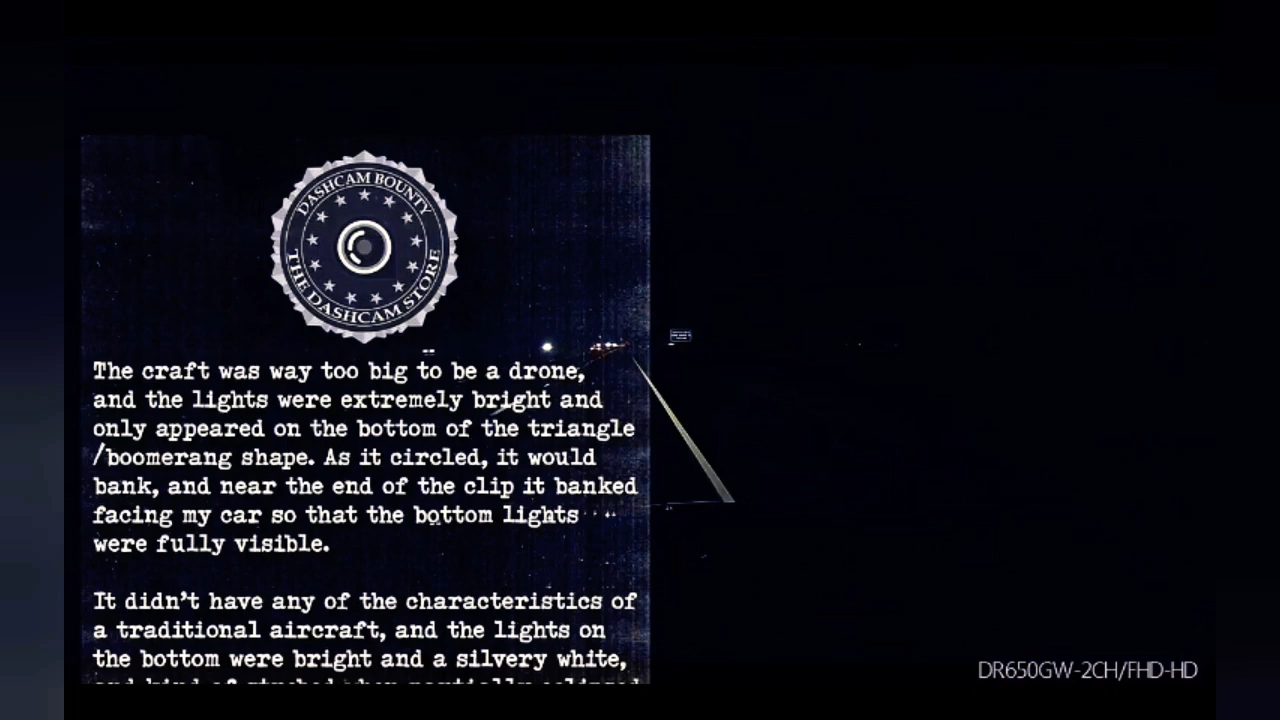 DASHCAM BOUNTY
THE DASHCAM STORE
The craft was way too big to be a drone,
and the lights were extremely bright and
only appeared on the bottom of the triangle
/boomerang shape. As it circled, it would
bank, and near the end of the clip it banked
facing my car so that the bottom lights
were fully visible.
It didn't have any of the characteristics of
a traditional aircraft, and the lights on
the bottom were bright and a silvery white,
and kind of
DR650GW-2CH/FHD-HD